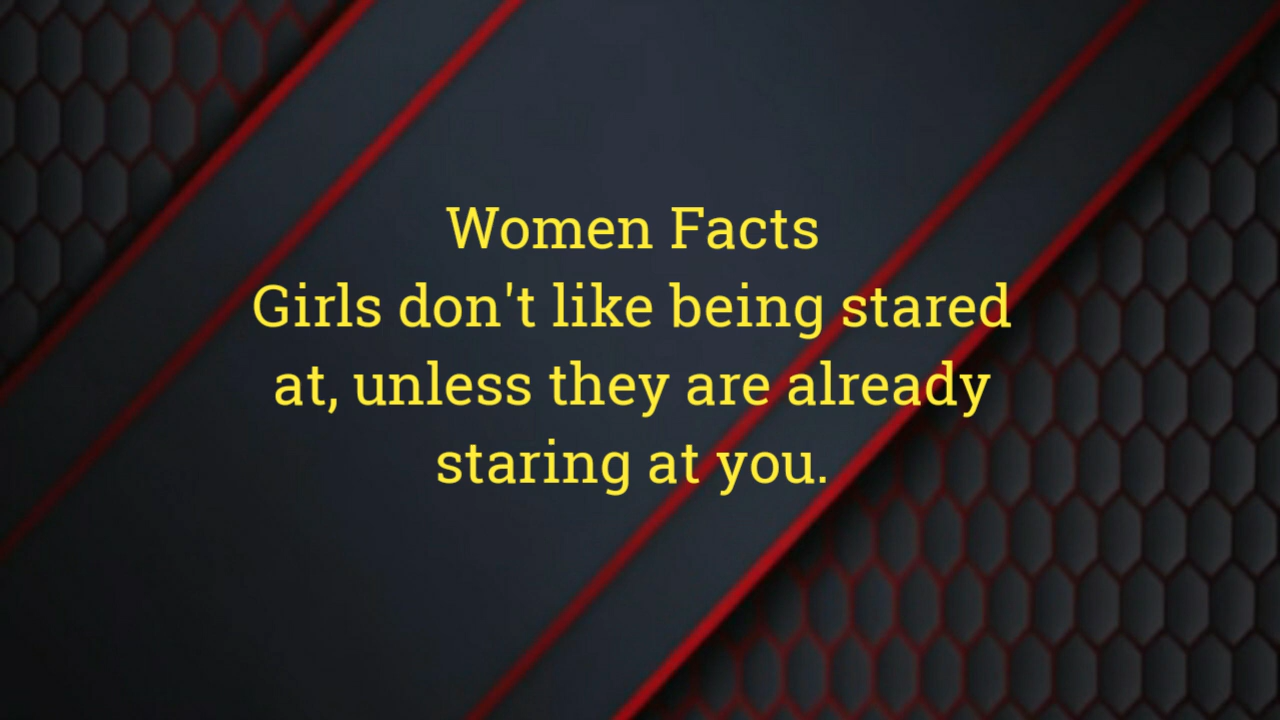 Women Facts
Girls don't like being stared
at, unless they are already
staring at you.